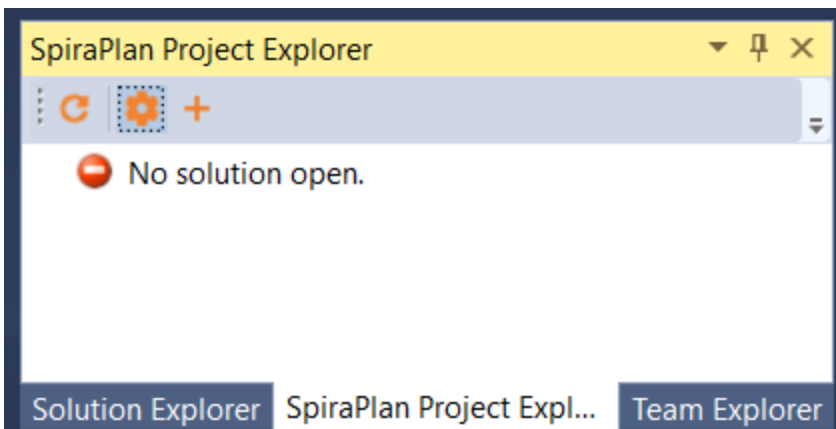 SpiraPlan Project Explorer
No solution open.
Solution Explorer
SpiraPlan Project Expl...
Team Explorer